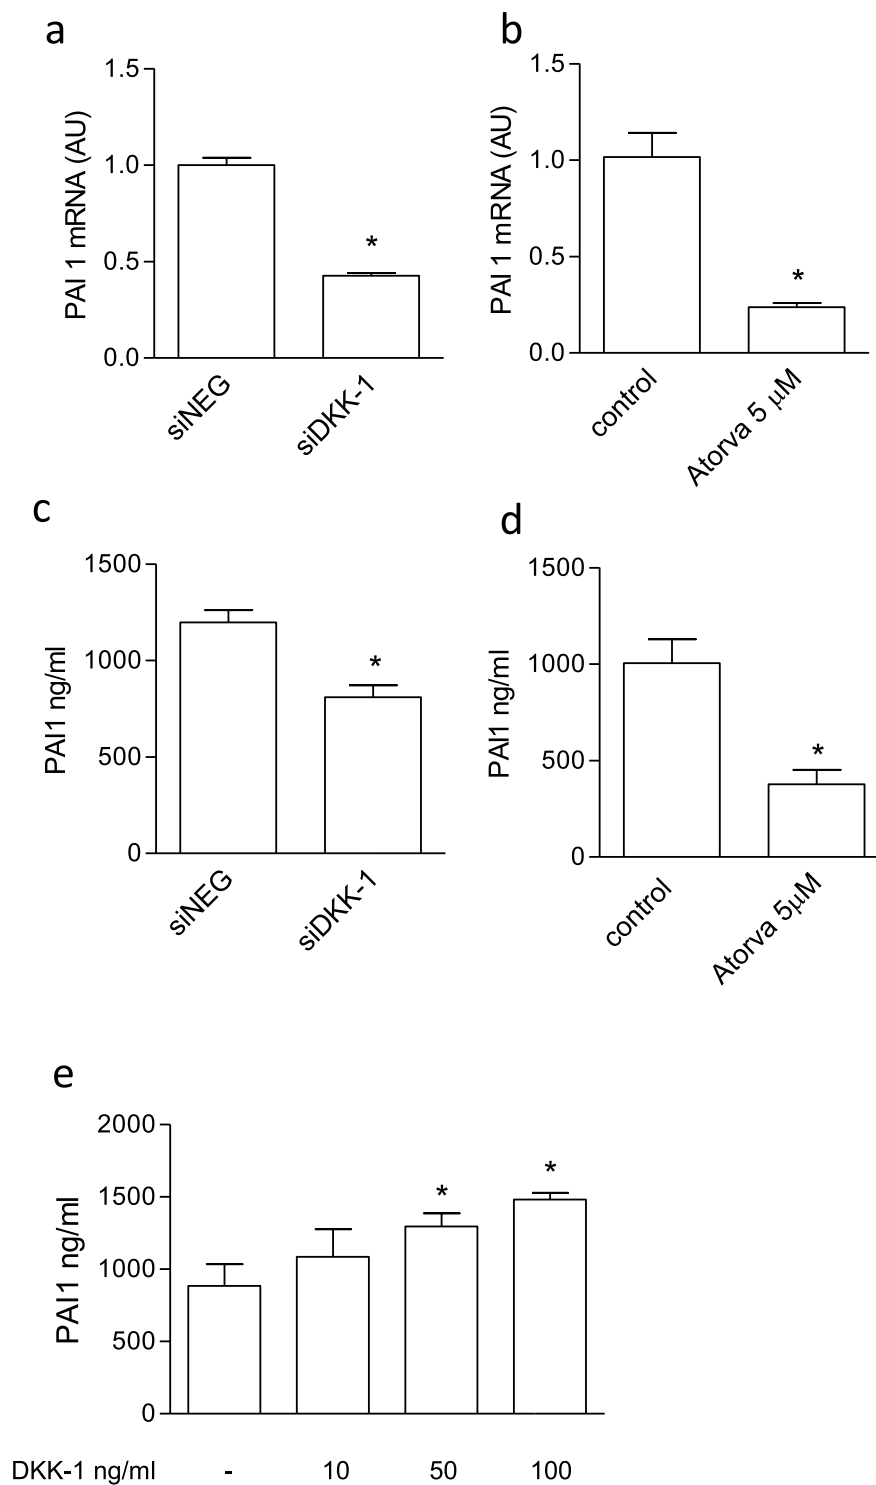 a
PAI 1 mRNA (AU)
1.5
1.0
0.5
0.0
*
siNEG
siDKK-1
b
PAI 1 mRNA (AU)
1.5
1.0
0.5
0.0
*
control
Atorva 5 μM
c
PAI1 ng/ml
1500
1000
500
0
*
siNEG
siDKK-1
d
PAI1 ng/ml
1500
1000
500
0
*
control
Atorva 5μM
e
PAI1 ng/ml
2000
1500
1000
500
0
*
*
DKK-1 ng/ml - 10 50 100